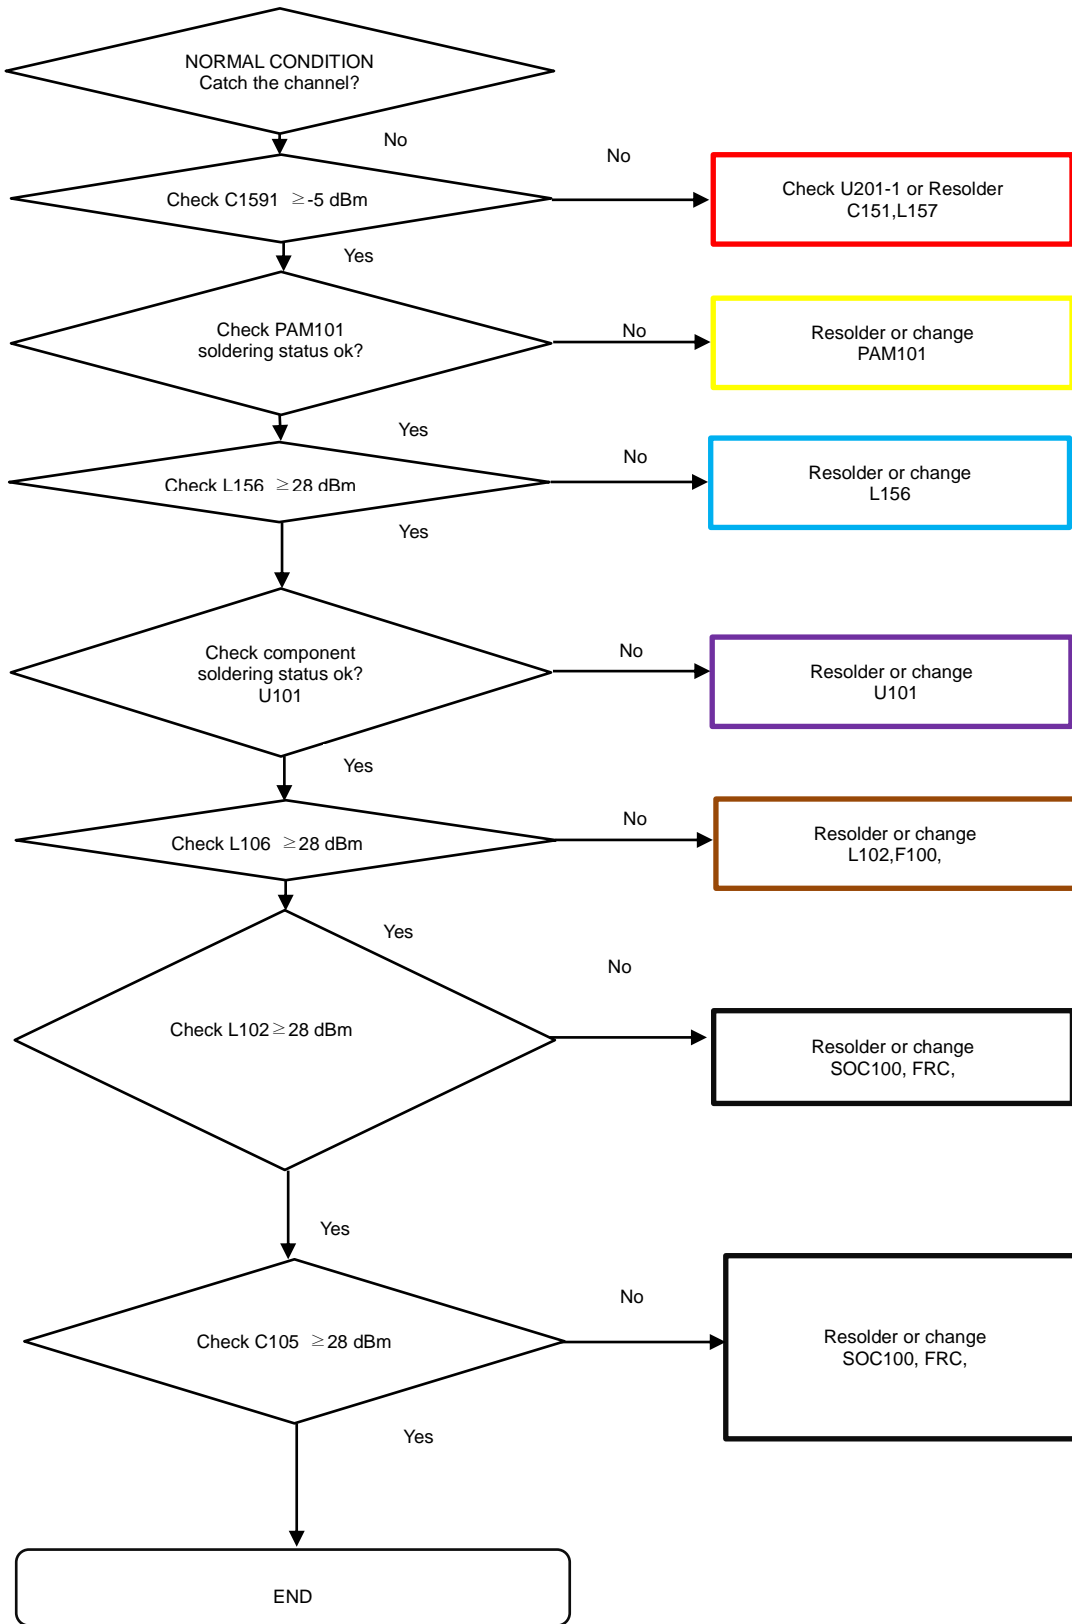 NORMAL CONDITION
Catch the channel?
No
No
Check C1591 ≥-5 dBm
Check U201-1 or Resolder
C151,L157
Yes
Check PAM101
soldering status ok?
No
Resolder or change
PAM101
Yes
Check L156 ≥28 dBm
No
Resolder or change
L156
Yes
Check component
soldering status ok?
U101
No
Resolder or change
U101
Yes
Check L106 ≥28 dBm
No
Resolder or change
L102,F100,
Yes
No
Check L102≥28 dBm
Resolder or change
SOC100, FRC,
Yes
No
Check C105 ≥28 dBm
Resolder or change
SOC100, FRC,
Yes
END